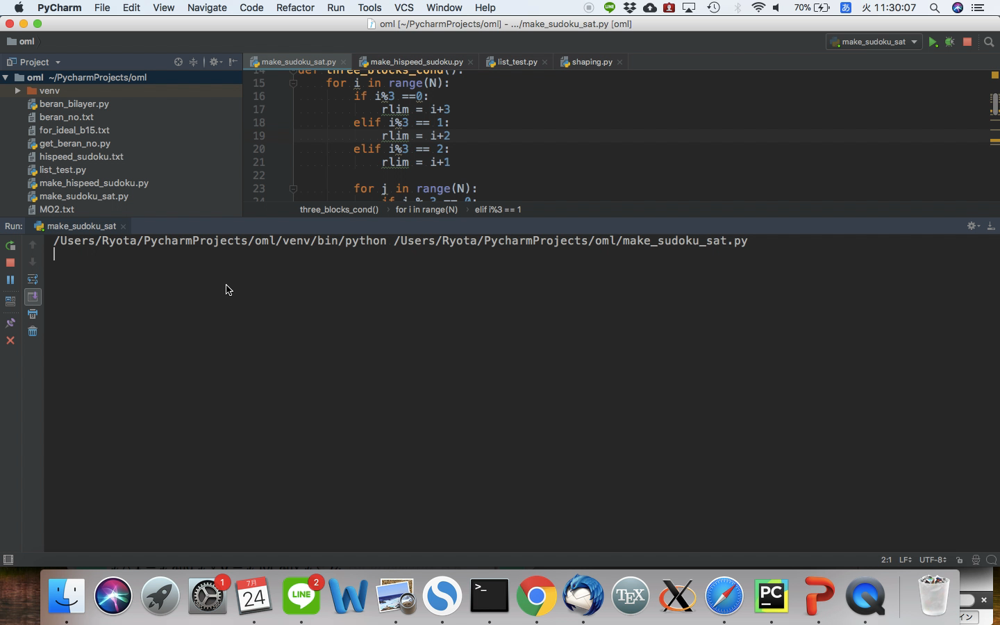 PyCharm File Edit View Navigate Code Refactor Run Tools VCS Window Help 70% あ 火 11:30:07
oml [~/PycharmProjects/oml] - .../make_sudoku_sat.py [oml]
oml make_sudoku_sat
Project make_sudoku_sat.py make_hispeed_sudoku.py list_test.py shaping.py
oml ~/PycharmProjects/oml
venv
beran_bilayer.py
beran_no.txt
for_ideal_b15.txt
get_beran_no.py
hispeed_sudoku.txt
list_test.py
make_hispeed_sudoku.py
make_sudoku_sat.py
MO2.txt
14 def three_blocks_cond():
15 for i in range(N):
16 if i%3 ==0:
17 rlim = i+3
18 elif i%3 == 1:
19 rlim = i+2
20 elif i%3 == 2:
21 rlim = i+1
22
23 for j in range(N):
24 if j % 3 == 0:
three_blocks_cond() for i in range(N) elif i%3 == 1
Run: make_sudoku_sat
/Users/Ryota/PycharmProjects/oml/venv/bin/python /Users/Ryota/PycharmProjects/oml/make_sudoku_sat.py
2:1 LF UTF-8
1 7月 24 LINE 2 >_ TEX PC
イン